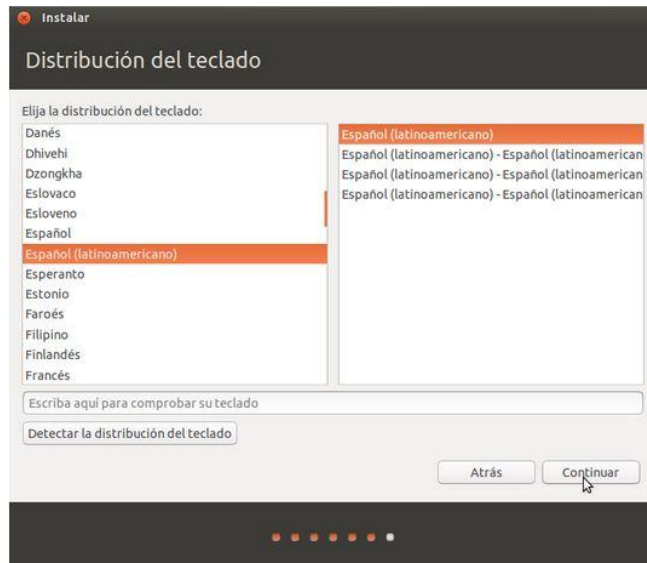 Instalar
Distribución del teclado
Elija la distribución del teclado:
Danés
Dhivehi
Dzongkha
Eslovaco
Esloveno
Español
Español (latinoamericano)
Esperanto
Estonio
Faroés
Filipino
Finlandés
Francés
Español (latinoamericano)
Español (latinoamericano) - Español (latinoamerican
Español (latinoamericano) - Español (latinoamerican
Español (latinoamericano) - Español (latinoamerican
Escriba aquí para comprobar su teclado
Detectar la distribución del teclado
Atrás
Continuar